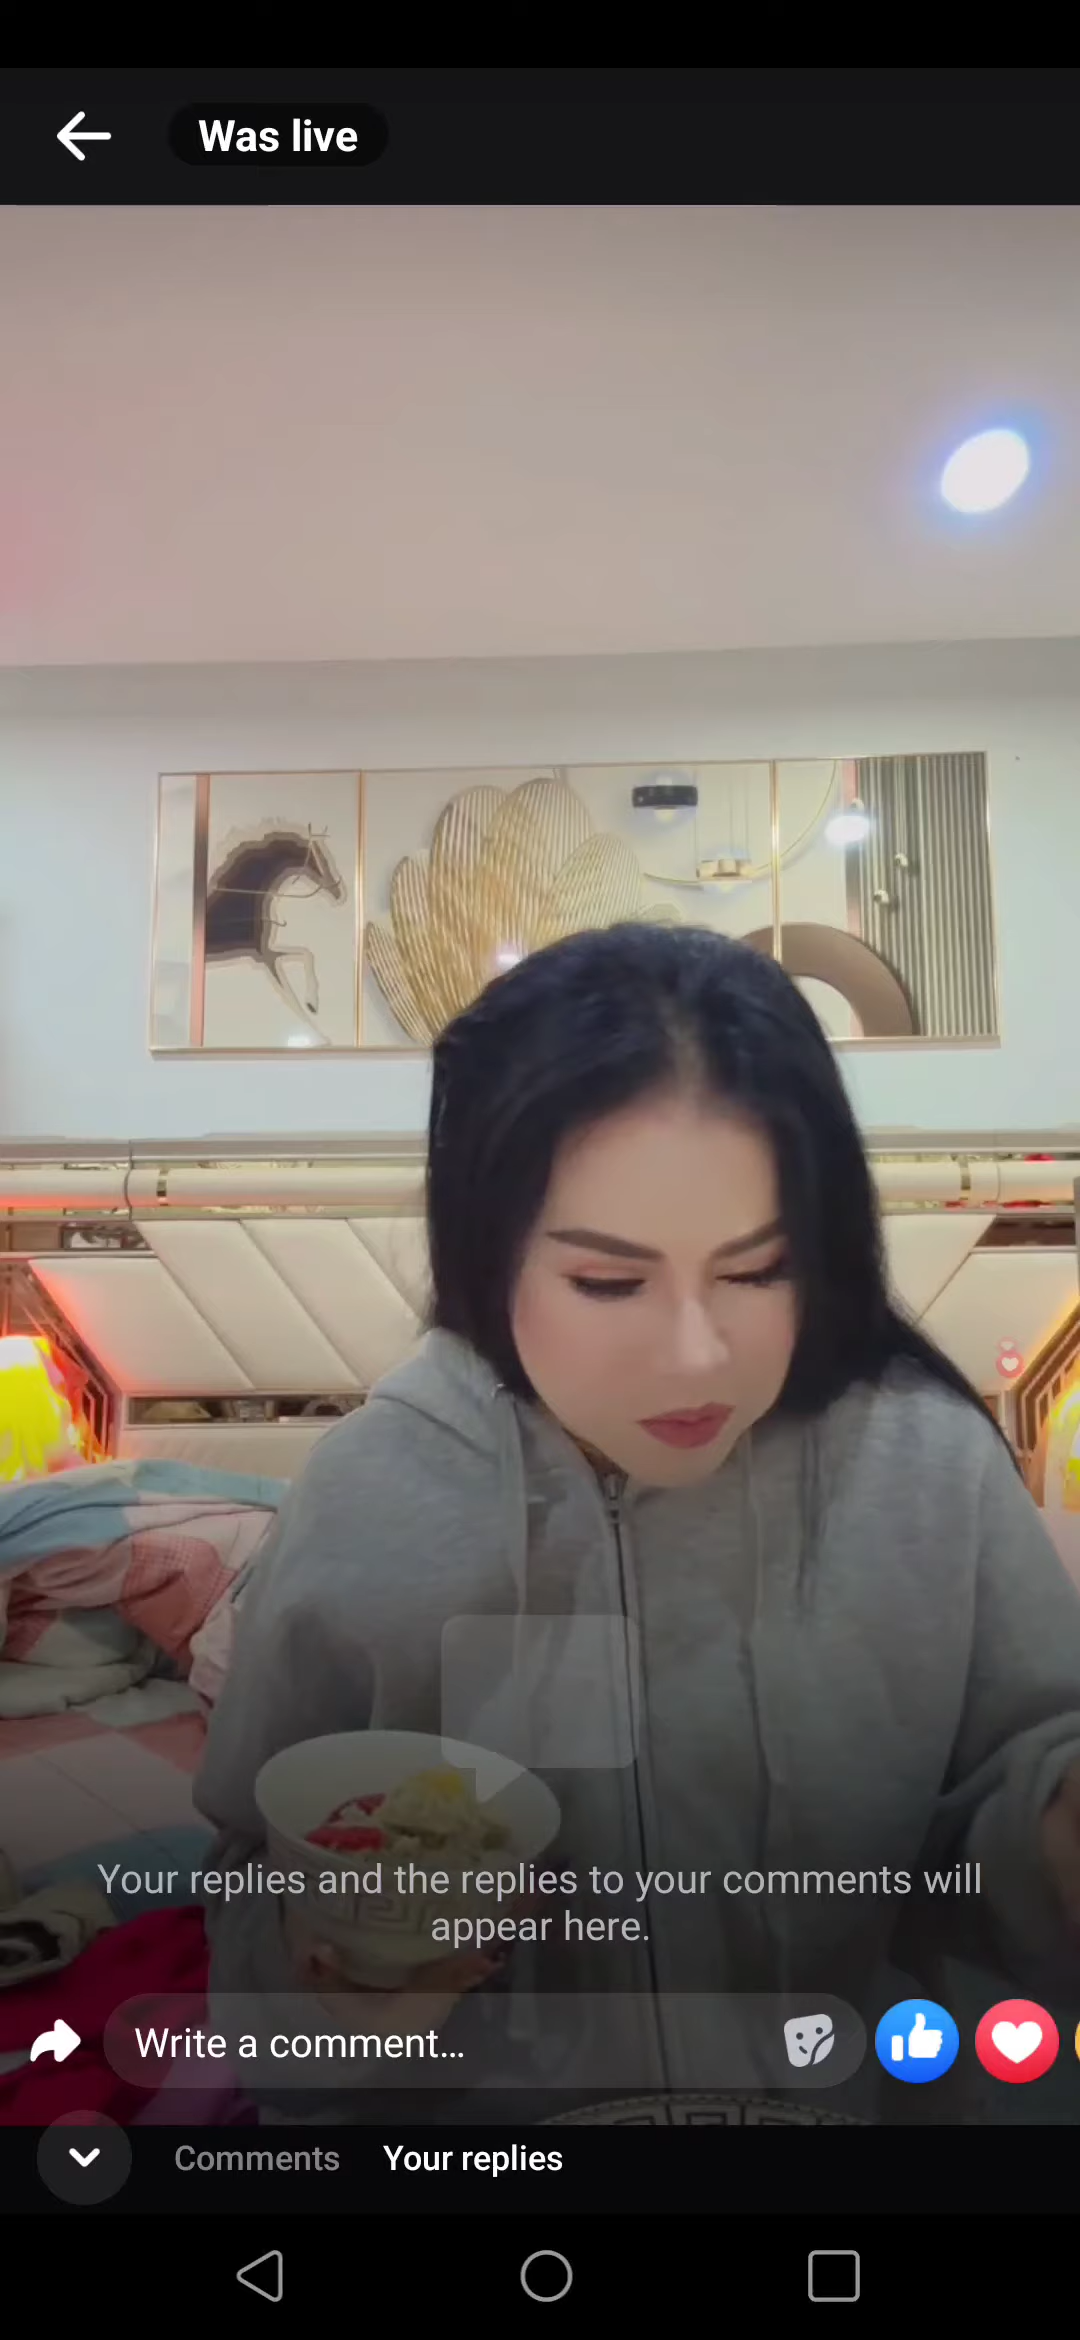 Was live
Your replies and the replies to your comments will
appear here.
Write a comment...
Comments
Your replies